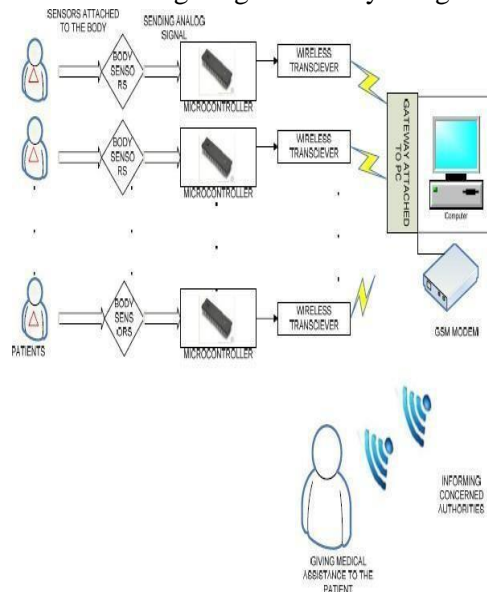 SENSORS ATTACHED
TO THE BODY
SENDING ANALOG
SIGNAL
BODY
SENSO
RS
MICROCONTROLLER
WIRELESS
TRANSCIEVER
BODY
SENSO
RS
MICROCONTROLLER
WIRELESS
TRANSCIEVER
GATEWAY ATTACHED
TO PC
Computer
GSM MODEM
BODY
SENS
ORS
MICROCONTROLLER
WIRELESS
TRANSCIEVER
PATIENTS
INFORMING
CONCERNED
AUTHORITIES
GIVING MEDICAL
ASSISTANCE TO THE
PATIENT